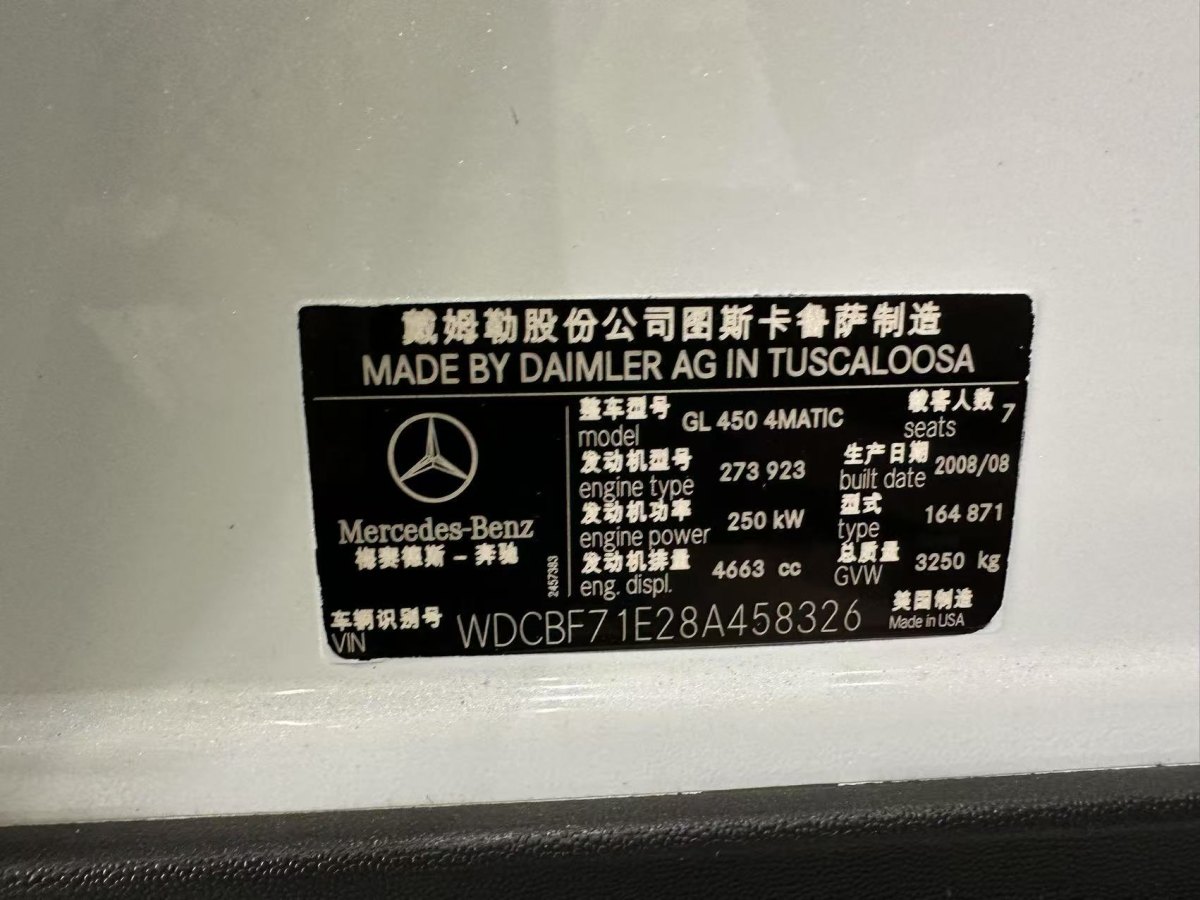 戴姆勒股份公司图斯卡鲁萨制造
MADE BY DAIMLER AG IN TUSCALOOSA
整车型号 GL 450 4MATIC 载客人数 7
model seats
发动机型号 273 923 生产日期 2008/08
engine type built date
发动机功率 250 kW 型式 164 871
engine power type
发动机排量 4663 cc 总质量 3250 kg
eng. displ. GVW
Mercedes-Benz
梅赛德斯 – 奔驰
2457383
车辆识别号 WDCBF71E28A458326 美国制造
VIN Made in USA